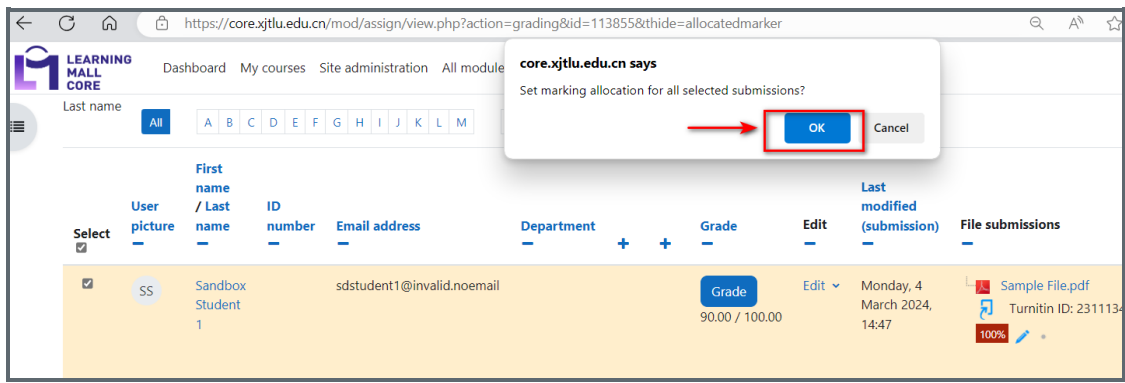 https://core.xjtlu.edu.cn/mod/assign/view.php?action=grading&id=113855&thide=allocatedmarker
LEARNING
MALL
CORE
Dashboard My courses Site administration All module
core.xjtlu.edu.cn says
Set marking allocation for all selected submissions?
OK Cancel
Last name
All A B C D E F G H I J K L M
Select
User
picture
First
name
/ Last
name
ID
number
Email address
Department
Grade
Edit
Last
modified
(submission)
File submissions
SS
Sandbox
Student
1
sdstudent1@invalid.noemail
Grade
90.00 / 100.00
Edit
Monday, 4
March 2024,
14:47
Sample File.pdf
Turnitin ID: 2311134
100%